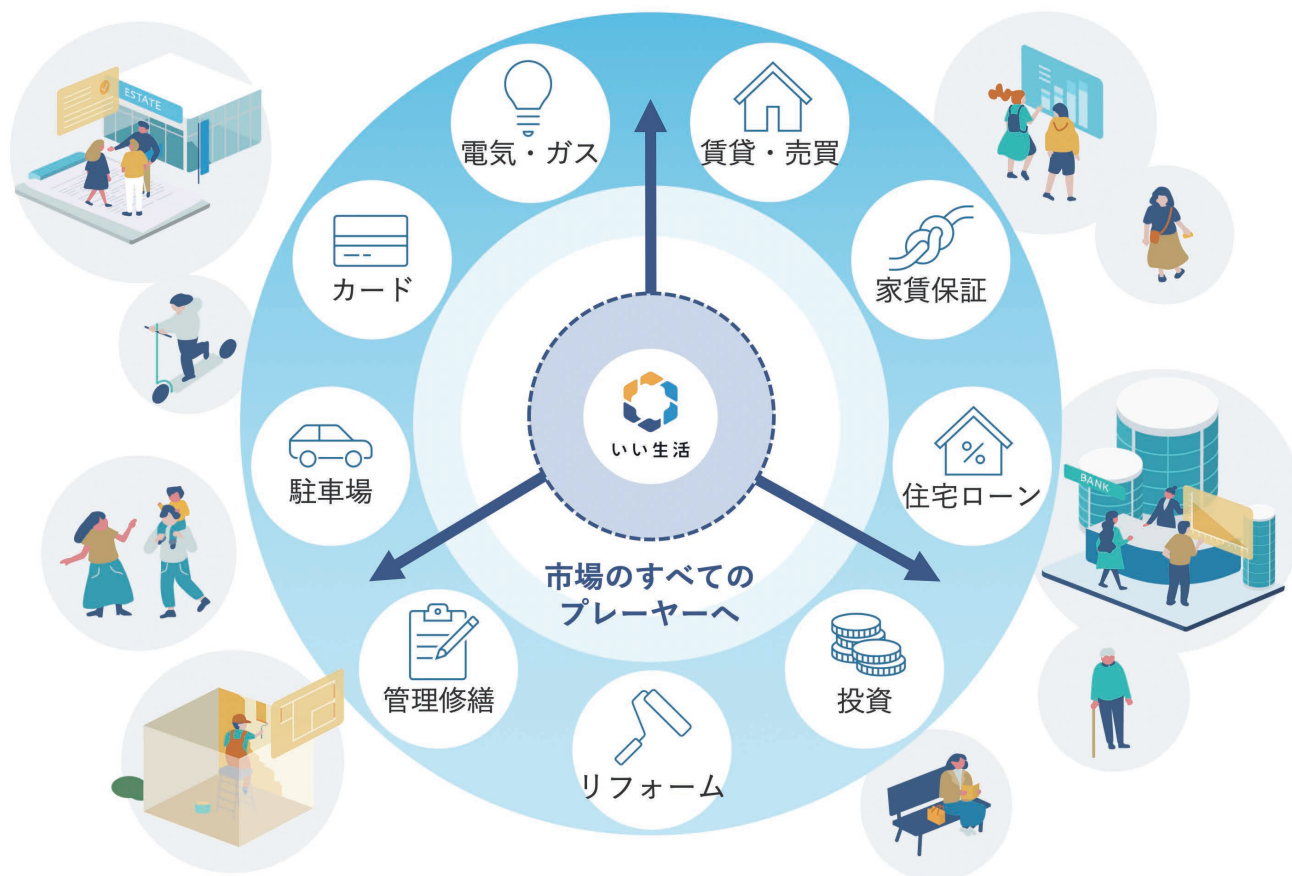 ESTATE
電気・ガス
賃貸・売買
カード
家賃保証
いい生活
駐車場
住宅ローン
BANK
市場のすべての
プレーヤーへ
管理修繕
投資
リフォーム